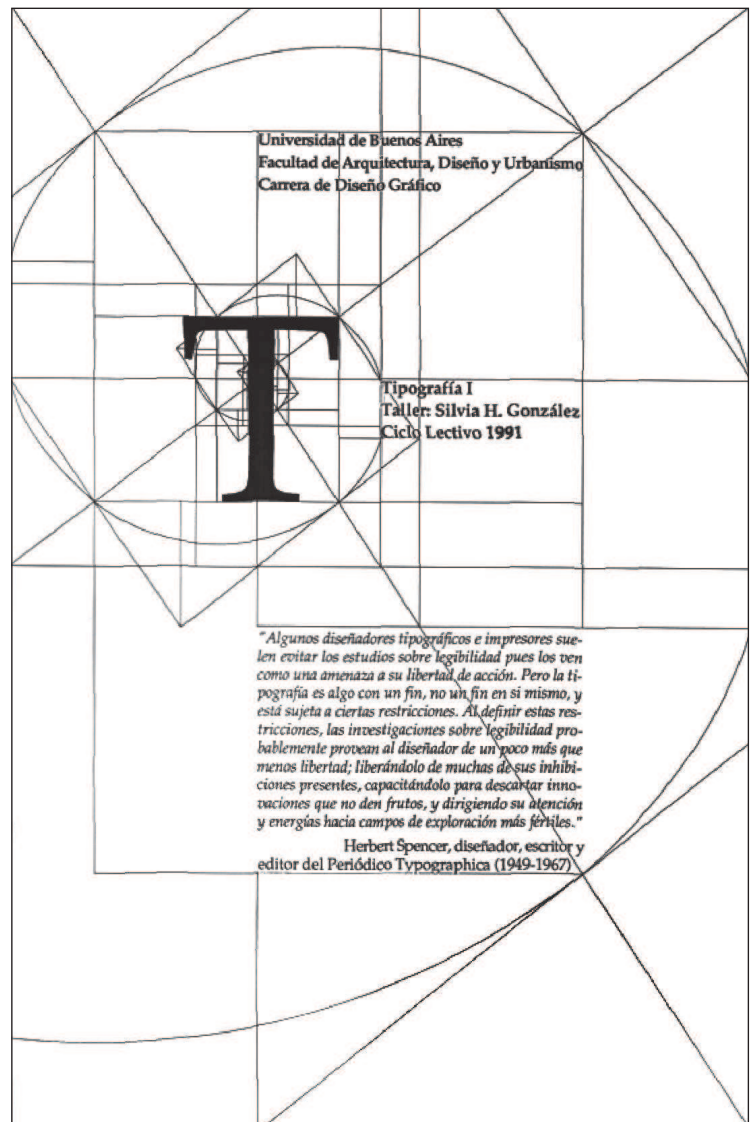 Universidad de Buenos Aires
Facultad de Arquitectura, Diseño y Urbanismo
Carrera de Diseño Gráfico
T
Tipografía I
Taller: Silvia H. González
Ciclo Lectivo 1991
"Algunos diseñadores tipográficos e impresores sue-
len evitar los estudios sobre legibilidad pues los ven
como una amenaza a su libertad de acción. Pero la ti-
pografía es algo con un fin, no un fin en si mismo, y
está sujeta a ciertas restricciones. Al definir estas res-
tricciones, las investigaciones sobre legibilidad pro-
bablemente provean al diseñador de un poco más que
menos libertad; liberándolo de muchas de sus inhibi-
ciones presentes, capacitándolo para descartar inno-
vaciones que no den frutos, y dirigiendo su atención
y energías hacia campos de exploración más fértiles."
Herbert Spencer, diseñador, escritor y
editor del Periódico Typographica (1949-1967)